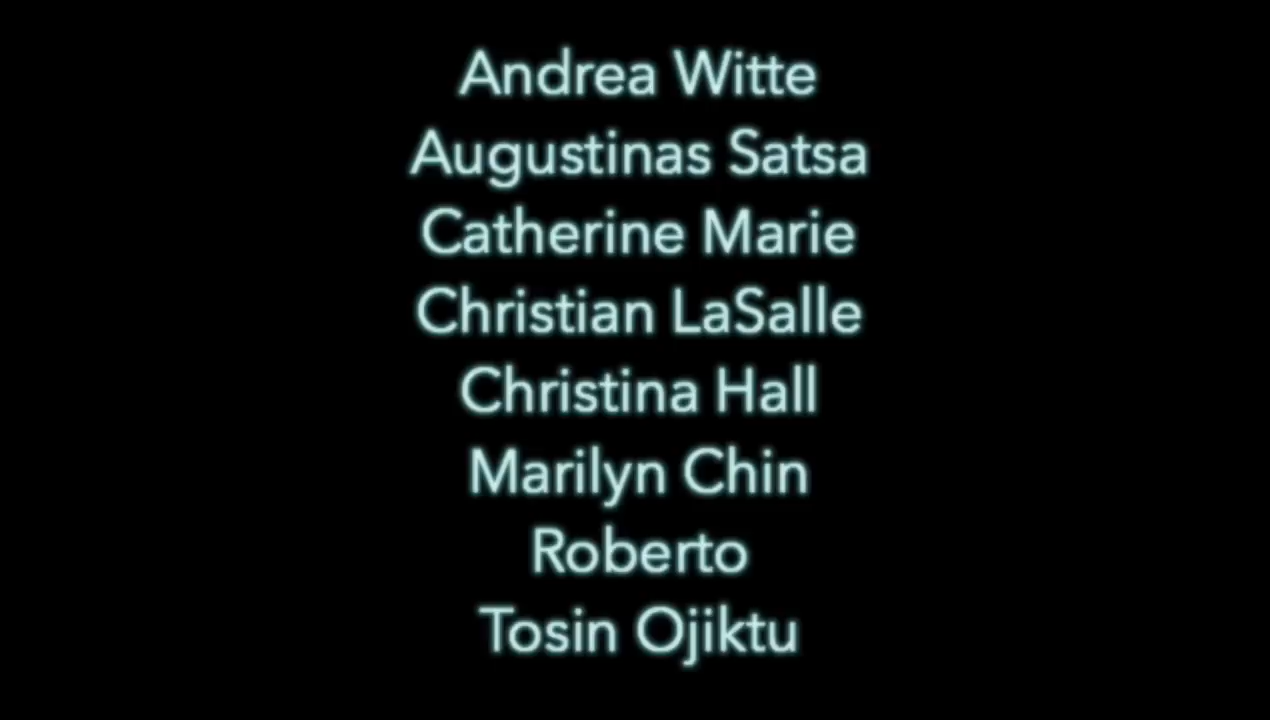 Andrea Witte
Augustinas Satsa
Catherine Marie
Christian LaSalle
Christina Hall
Marilyn Chin
Roberto
Tosin Ojiktu